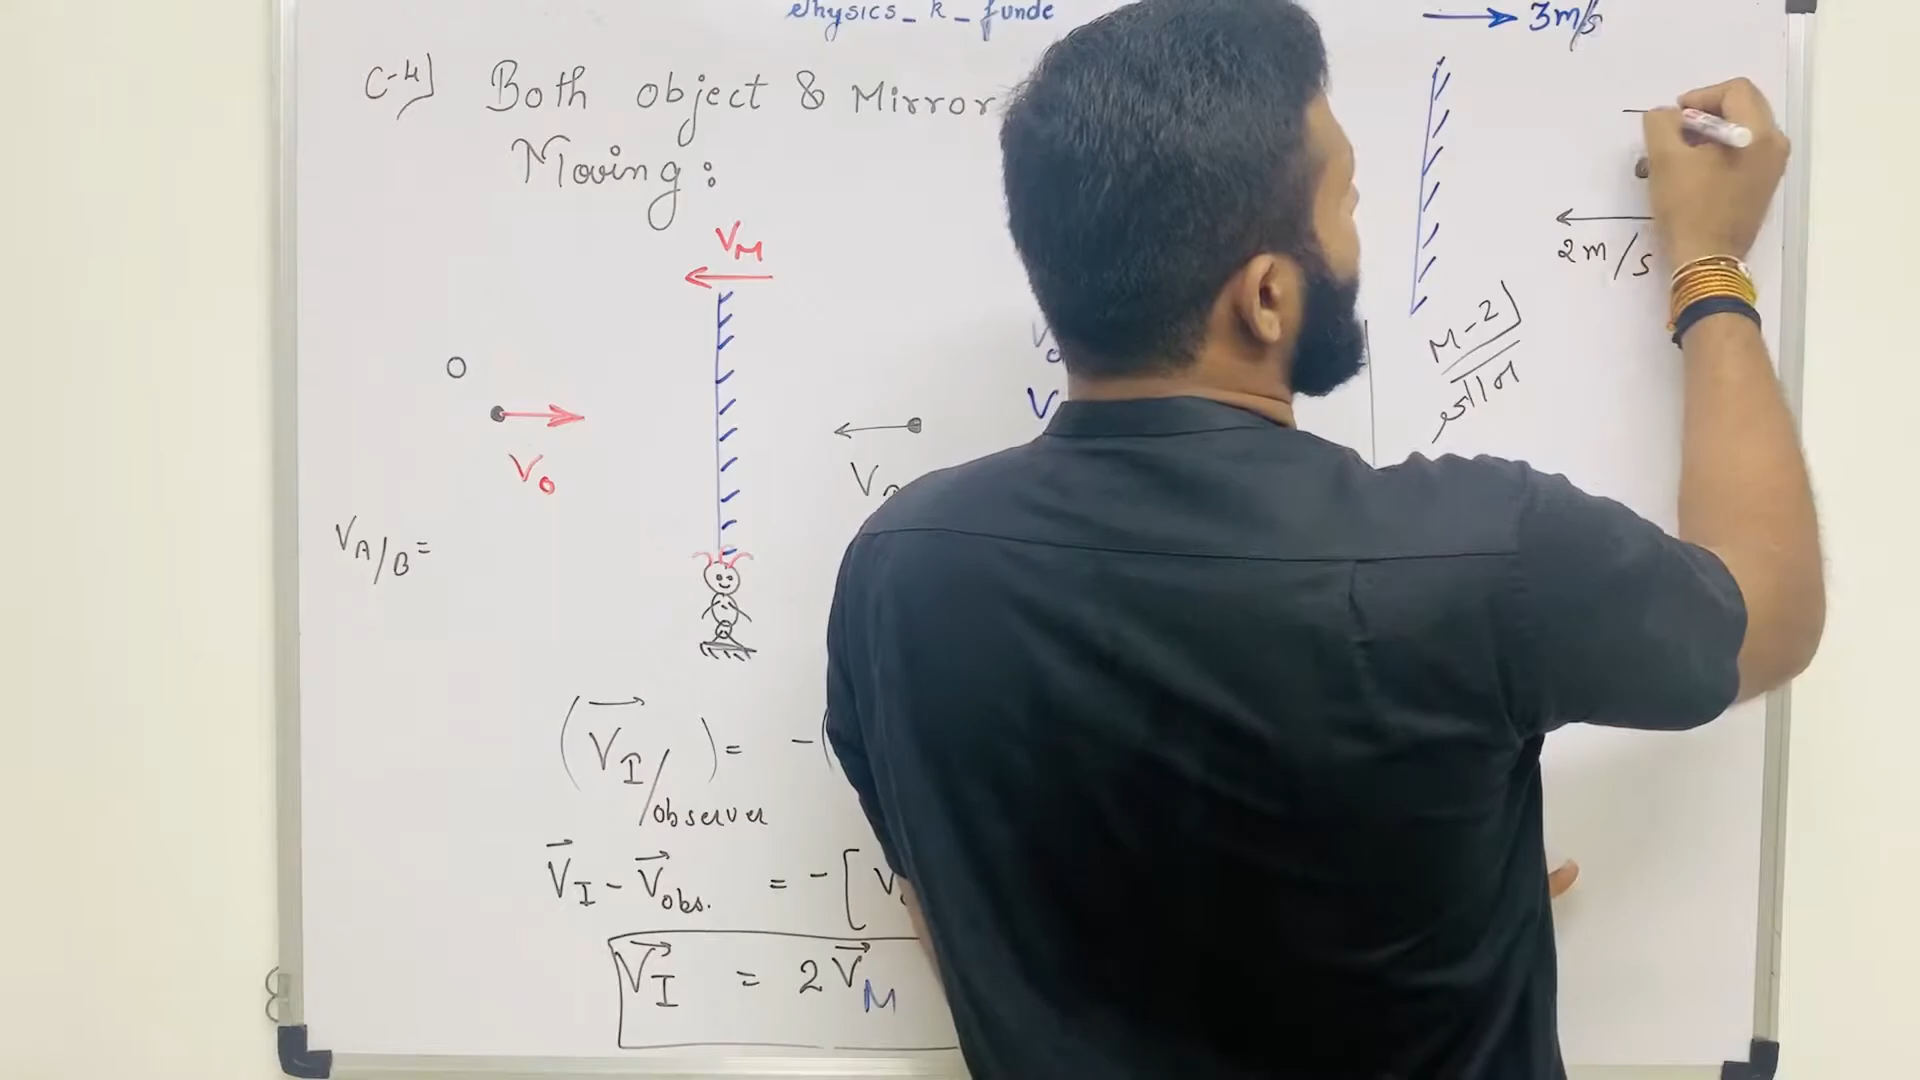 Physics_k_funde
3m/s
C-4) Both object & Mirror
Moving :
V_M
2m/s
O
M-2)
V_O
V_A/B =
(V_I/observer) = -(
V_I - V_obs. = -[
V_I = 2V_M